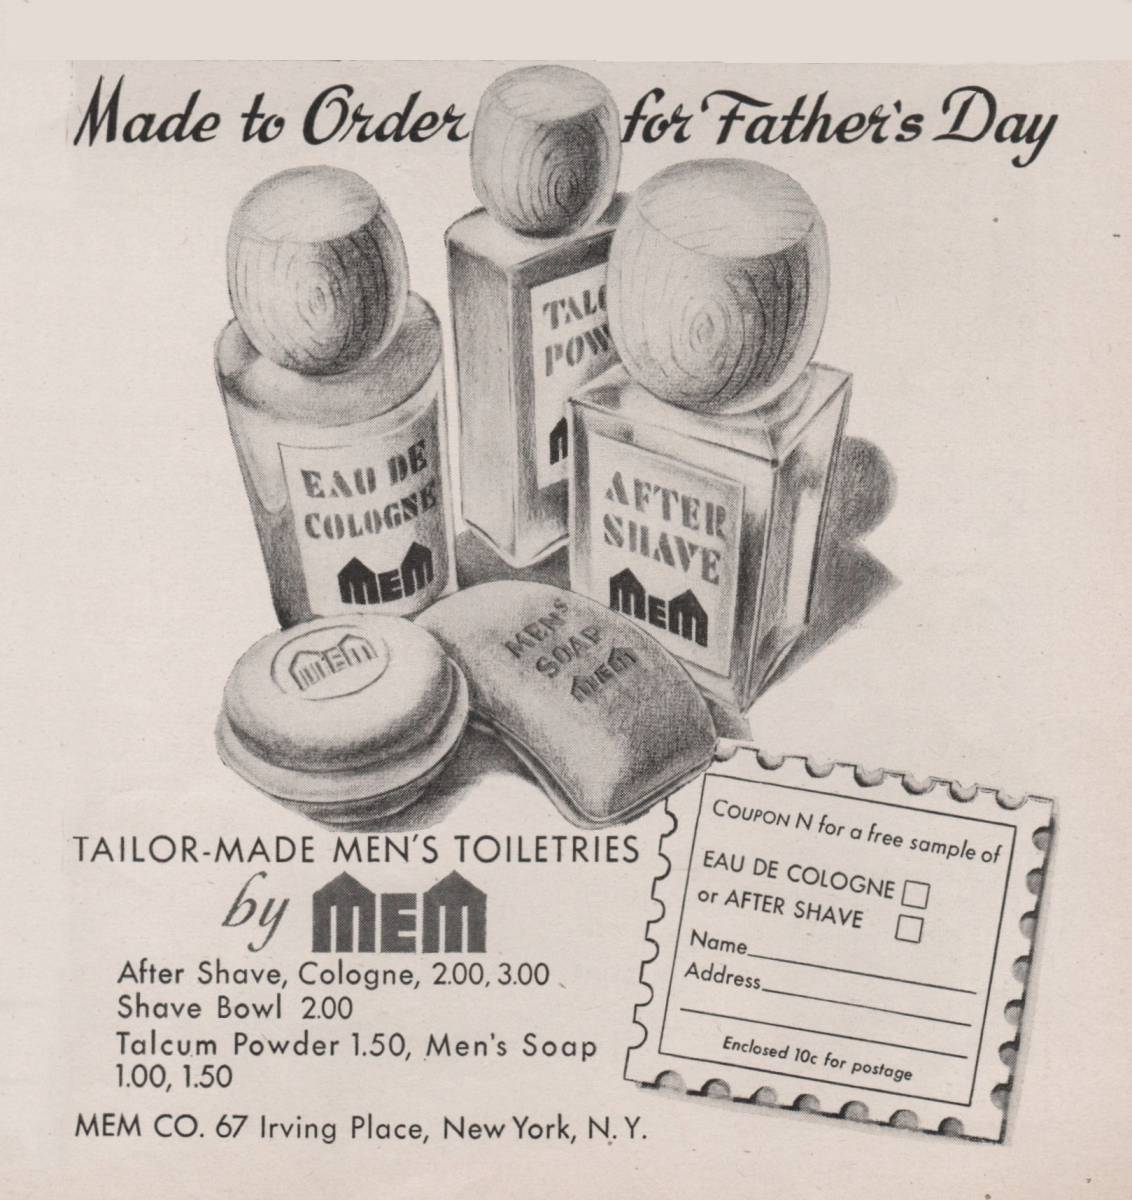 Made to Order for Father's Day
TALC
POW
EAU DE
COLOGNE
MEM
AFTER
SHAVE
MEM
MEN'S
SOAP
MEM
MEM
TAILOR-MADE MEN'S TOILETRIES
by MEM
After Shave, Cologne, 2.00, 3.00
Shave Bowl 2.00
Talcum Powder 1.50, Men's Soap
1.00, 1.50
MEM CO. 67 Irving Place, New York, N.Y.
COUPON N for a free sample of
EAU DE COLOGNE
or AFTER SHAVE
Name
Address
Enclosed 10c for postage